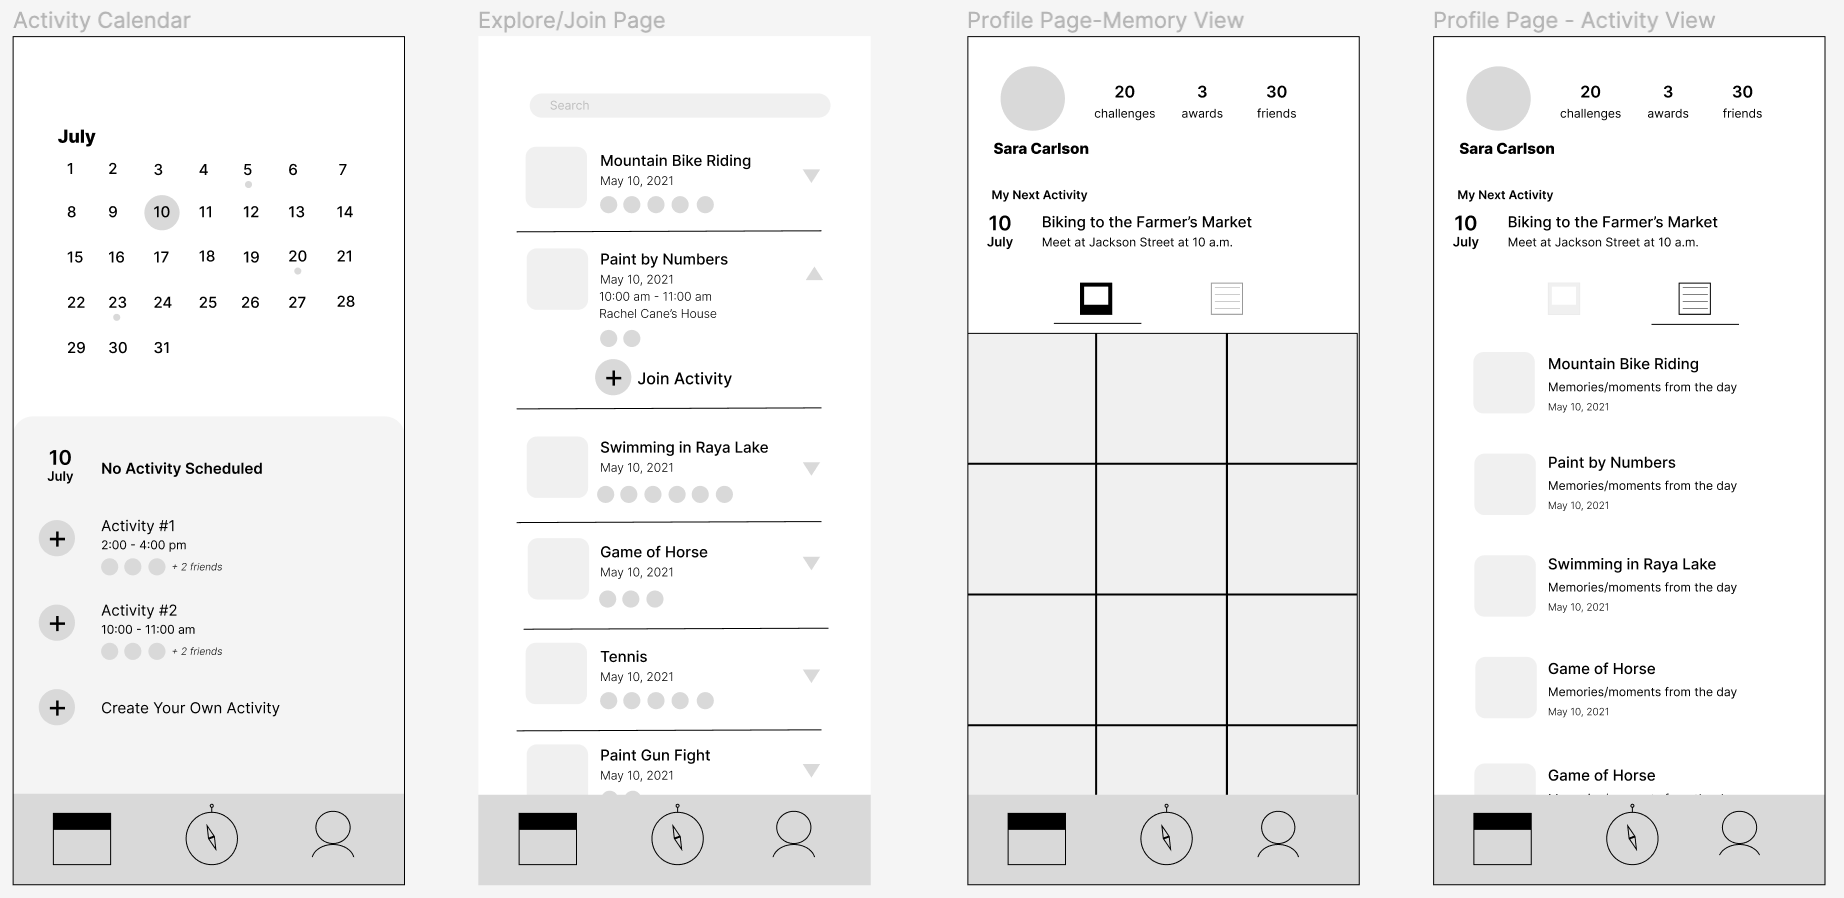 Activity Calendar
July
1 2 3 4 5 6 7
8 9 10 11 12 13 14
15 16 17 18 19 20 21
22 23 24 25 26 27 28
29 30 31
10
July
No Activity Scheduled
+
Activity #1
2:00 - 4:00 pm
+ 2 friends
+
Activity #2
10:00 - 11:00 am
+ 2 friends
+
Create Your Own Activity
Explore/Join Page
Search
Mountain Bike Riding
May 10, 2021
Paint by Numbers
May 10, 2021
10:00 am - 11:00 am
Rachel Cane's House
+ Join Activity
Swimming in Raya Lake
May 10, 2021
Game of Horse
May 10, 2021
Tennis
May 10, 2021
Paint Gun Fight
May 10, 2021
Profile Page-Memory View
20 3 30
challenges awards friends
Sara Carlson
My Next Activity
10
July
Biking to the Farmer's Market
Meet at Jackson Street at 10 a.m.
Profile Page - Activity View
20 3 30
challenges awards friends
Sara Carlson
My Next Activity
10
July
Biking to the Farmer's Market
Meet at Jackson Street at 10 a.m.
Mountain Bike Riding
Memories/moments from the day
May 10, 2021
Paint by Numbers
Memories/moments from the day
May 10, 2021
Swimming in Raya Lake
Memories/moments from the day
May 10, 2021
Game of Horse
Memories/moments from the day
May 10, 2021
Game of Horse